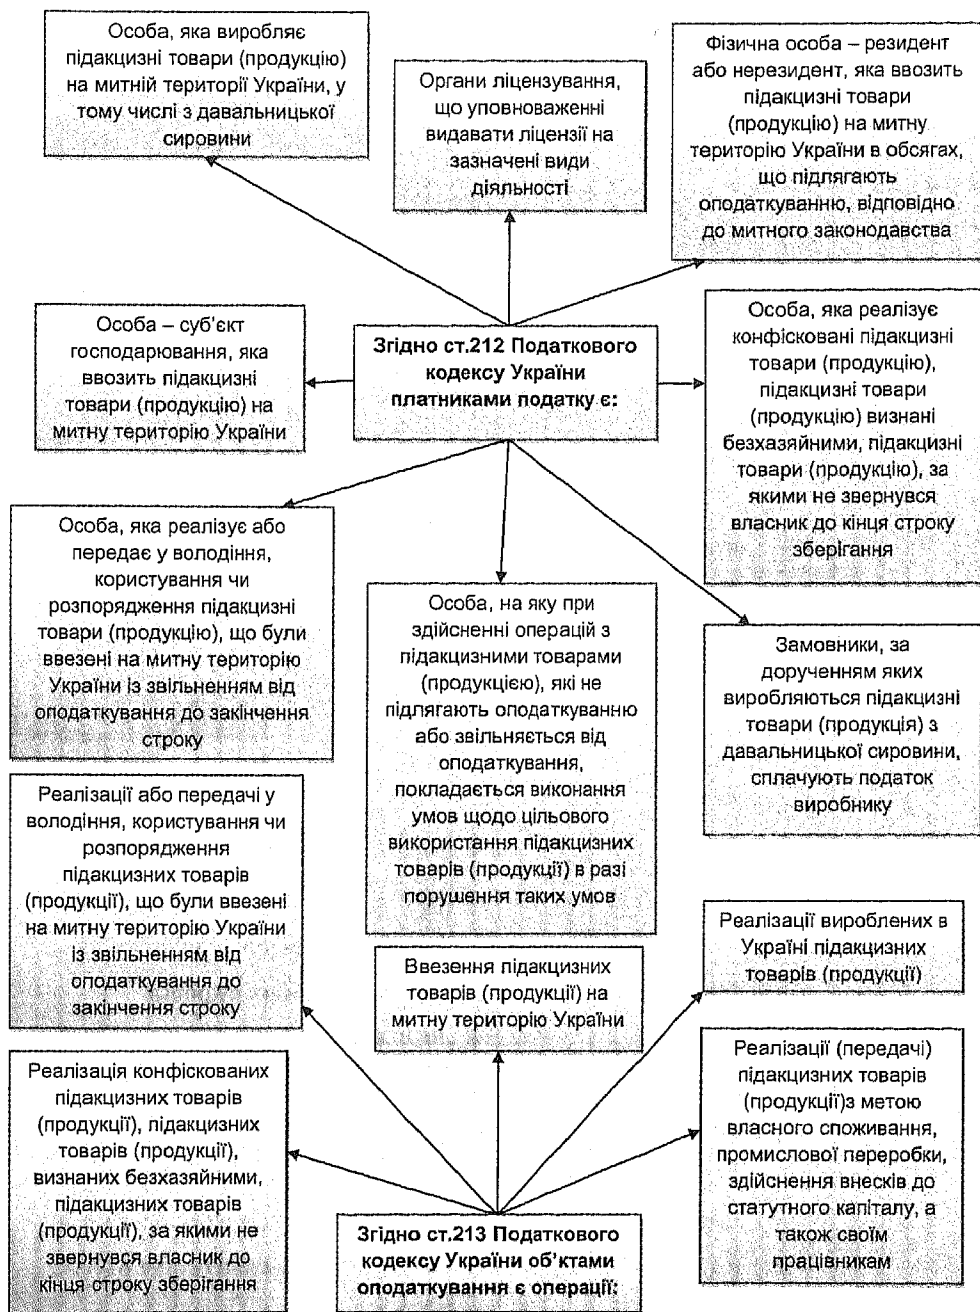 Особа, яка виробляє
підакцизні товари (продукцію)
на митній території України, у
тому числі з давальницької
сировини
Органи ліцензування,
що уповноваженні
видавати ліцензії на
зазначені види
діяльності
Фізична особа – резидент
або нерезидент, яка ввозить
підакцизні товари
(продукцію) на митну
територію України в обсягах,
що підлягають
оподаткуванню, відповідно
до митного законодавства
Особа – суб’єкт
господарювання, яка
ввозить підакцизні
товари (продукцію) на
митну територію України
Згідно ст.212 Податкового
кодексу України
платниками податку є:
Особа, яка реалізує
конфісковані підакцизні
товари (продукцію),
підакцизні товари
(продукцію) визнані
безхазяйними, підакцизні
товари (продукцію), за
якими не звернувся
власник до кінця строку
зберігання
Особа, яка реалізує або
передає у володіння,
користування чи
розпорядження підакцизні
товари (продукцію), що були
ввезені на митну територію
України із звільненням від
оподаткування до закінчення
строку
Особа, на яку при
здійсненні операцій з
підакцизними товарами
(продукцією), які не
підлягають оподаткуванню
або звільняється від
оподаткування,
покладається виконання
умов щодо цільового
використання підакцизних
товарів (продукції) в разі
порушення таких умов
Замовники, за
дорученням яких
виробляються підакцизні
товари (продукція) з
давальницької сировини,
сплачують податок
виробнику
Реалізації або передачі у
володіння, користування чи
розпорядження
підакцизних товарів
(продукції), що були ввезені
на митну територію України
із звільненням від
оподаткування до
закінчення строку
Ввезення підакцизних
товарів (продукції) на
митну територію України
Реалізації вироблених в
Україні підакцизних
товарів (продукції)
Реалізація конфіскованих
підакцизних товарів
(продукції), підакцизних
товарів (продукції),
визнаних безхазяйними,
підакцизних товарів
(продукції), за якими не
звернувся власник до
кінця строку зберігання
Згідно ст.213 Податкового
кодексу України об’ктами
оподаткування є операції:
Реалізації (передачі)
підакцизних товарів
(продукції)з метою
власного споживання,
промислової переробки,
здійснення внесків до
статутного капіталу, а
також своїм
працівникам